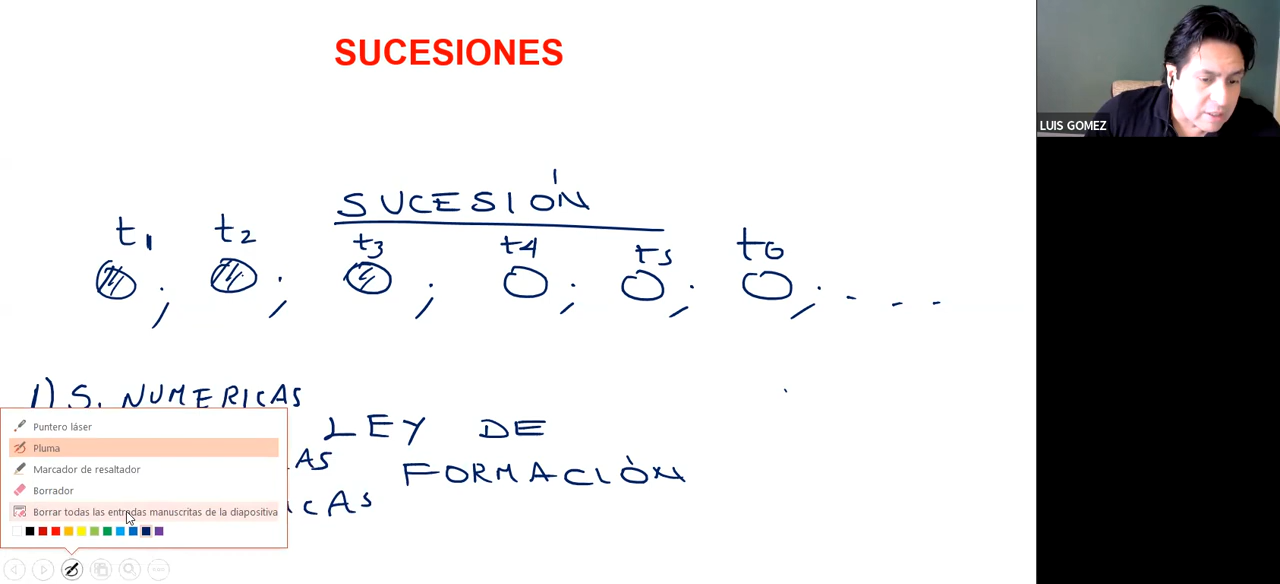 SUCESIONES
LUIS GOMEZ
SUCESIÓN
t1 t2 t3 t4 t5 t6
; ; ; ; ; ; . . .
1) S. NUMERICAS
LEY DE
FORMACIÓN
Puntero láser
Pluma
Marcador de resaltador
Borrador
Borrar todas las entradas manuscritas de la diapositiva